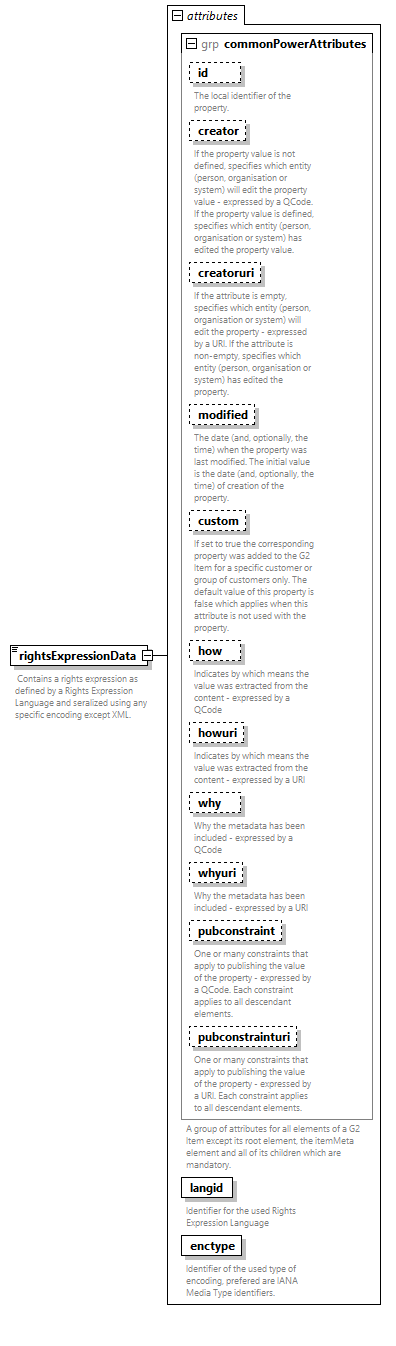 attributes
grp commonPowerAttributes
id
The local identifier of the
property.
creator
If the property value is not
defined, specifies which entity
(person, organisation or
system) will edit the property
value - expressed by a QCode.
If the property value is defined,
specifies which entity (person,
organisation or system) has
edited the property value.
creatoruri
If the attribute is empty,
specifies which entity (person,
organisation or system) will
edit the property - expressed
by a URI. If the attribute is
non-empty, specifies which
entity (person, organisation or
system) has edited the
property.
modified
The date (and, optionally, the
time) when the property was
last modified. The initial value
is the date (and, optionally, the
time) of creation of the
property.
custom
If set to true the corresponding
property was added to the G2
Item for a specific customer or
group of customers only. The
default value of this property is
false which applies when this
attribute is not used with the
property.
rightsExpressionData
Contains a rights expression as
defined by a Rights Expression
Language and seralized using any
specific encoding except XML.
how
Indicates by which means the
value was extracted from the
content - expressed by a
QCode
howuri
Indicates by which means the
value was extracted from the
content - expressed by a URI
why
Why the metadata has been
included - expressed by a
QCode
whyuri
Why the metadata has been
included - expressed by a URI
pubconstraint
One or many constraints that
apply to publishing the value
of the property - expressed by
a QCode. Each constraint
applies to all descendant
elements.
pubconstrainturi
One or many constraints that
apply to publishing the value
of the property - expressed by
a URI. Each constraint applies
to all descendant elements.
A group of attributes for all elements of a G2
Item except its root element, the itemMeta
element and all of its children which are
mandatory.
langid
Identifier for the used Rights
Expression Language
enctype
Identifier of the used type of
encoding, prefered are IANA
Media Type identifiers.